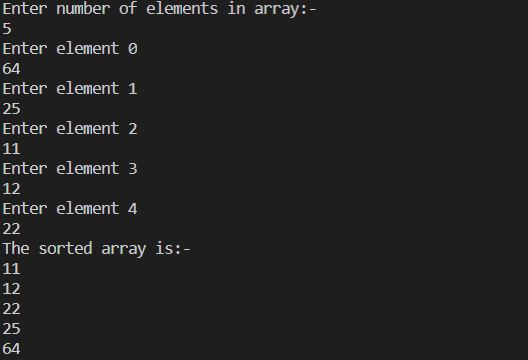 Enter number of elements in array:-
5
Enter element 0
64
Enter element 1
25
Enter element 2
11
Enter element 3
12
Enter element 4
22
The sorted array is:-
11
12
22
25
64